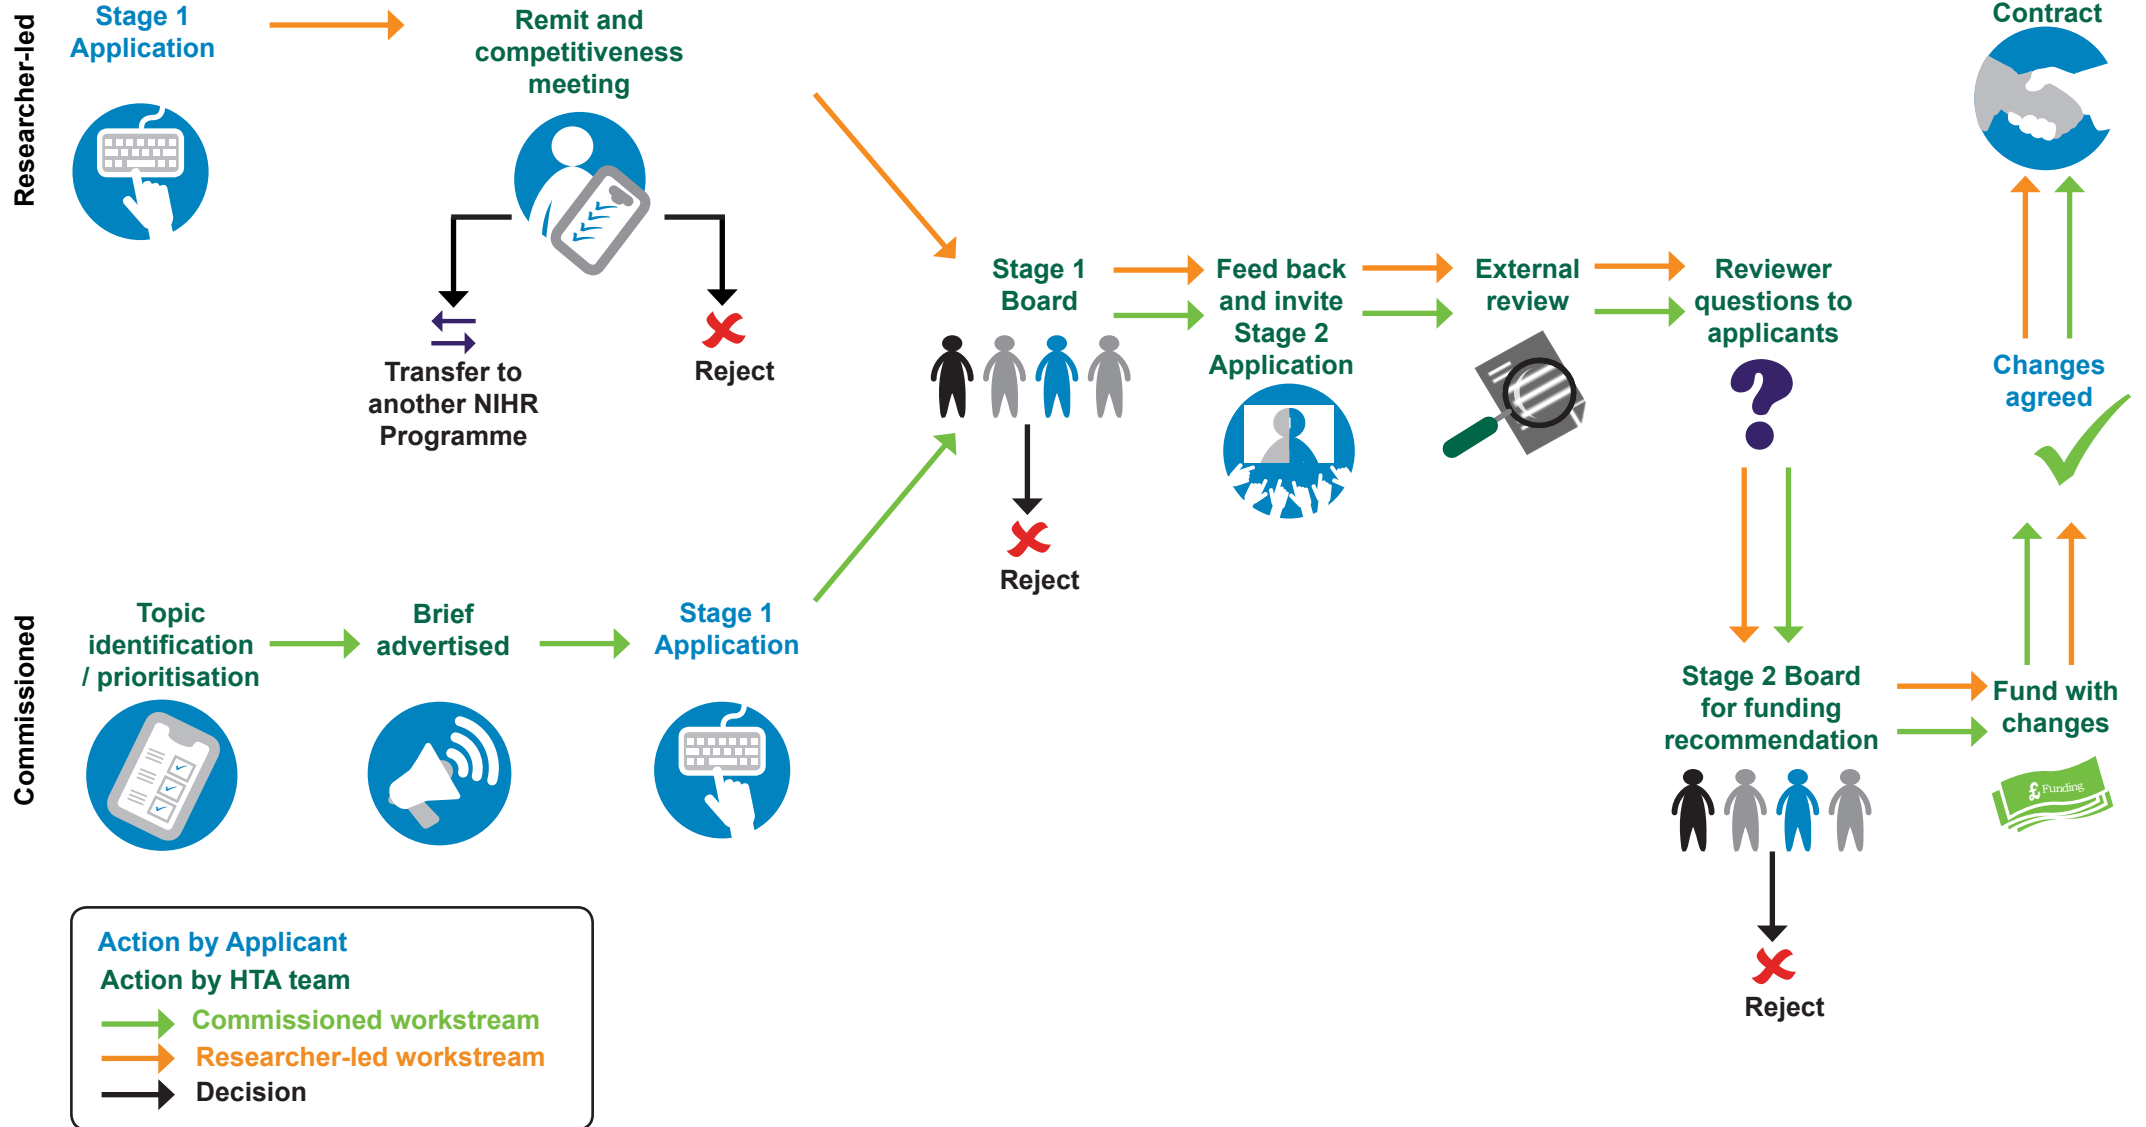 Researcher-led
Stage 1
Application
Remit and
competitiveness
meeting
Transfer to
another NIHR
Programme
Reject
Commissioned
Topic
identification
/ prioritisation
Brief
advertised
Stage 1
Application
Stage 1
Board
Reject
Feed back
and invite
Stage 2
Application
External
review
Reviewer
questions to
applicants
Stage 2 Board
for funding
recommendation
Reject
Fund with
changes
£ Funding
Changes
agreed
Contract
Action by Applicant
Action by HTA team
Commissioned workstream
Researcher-led workstream
Decision